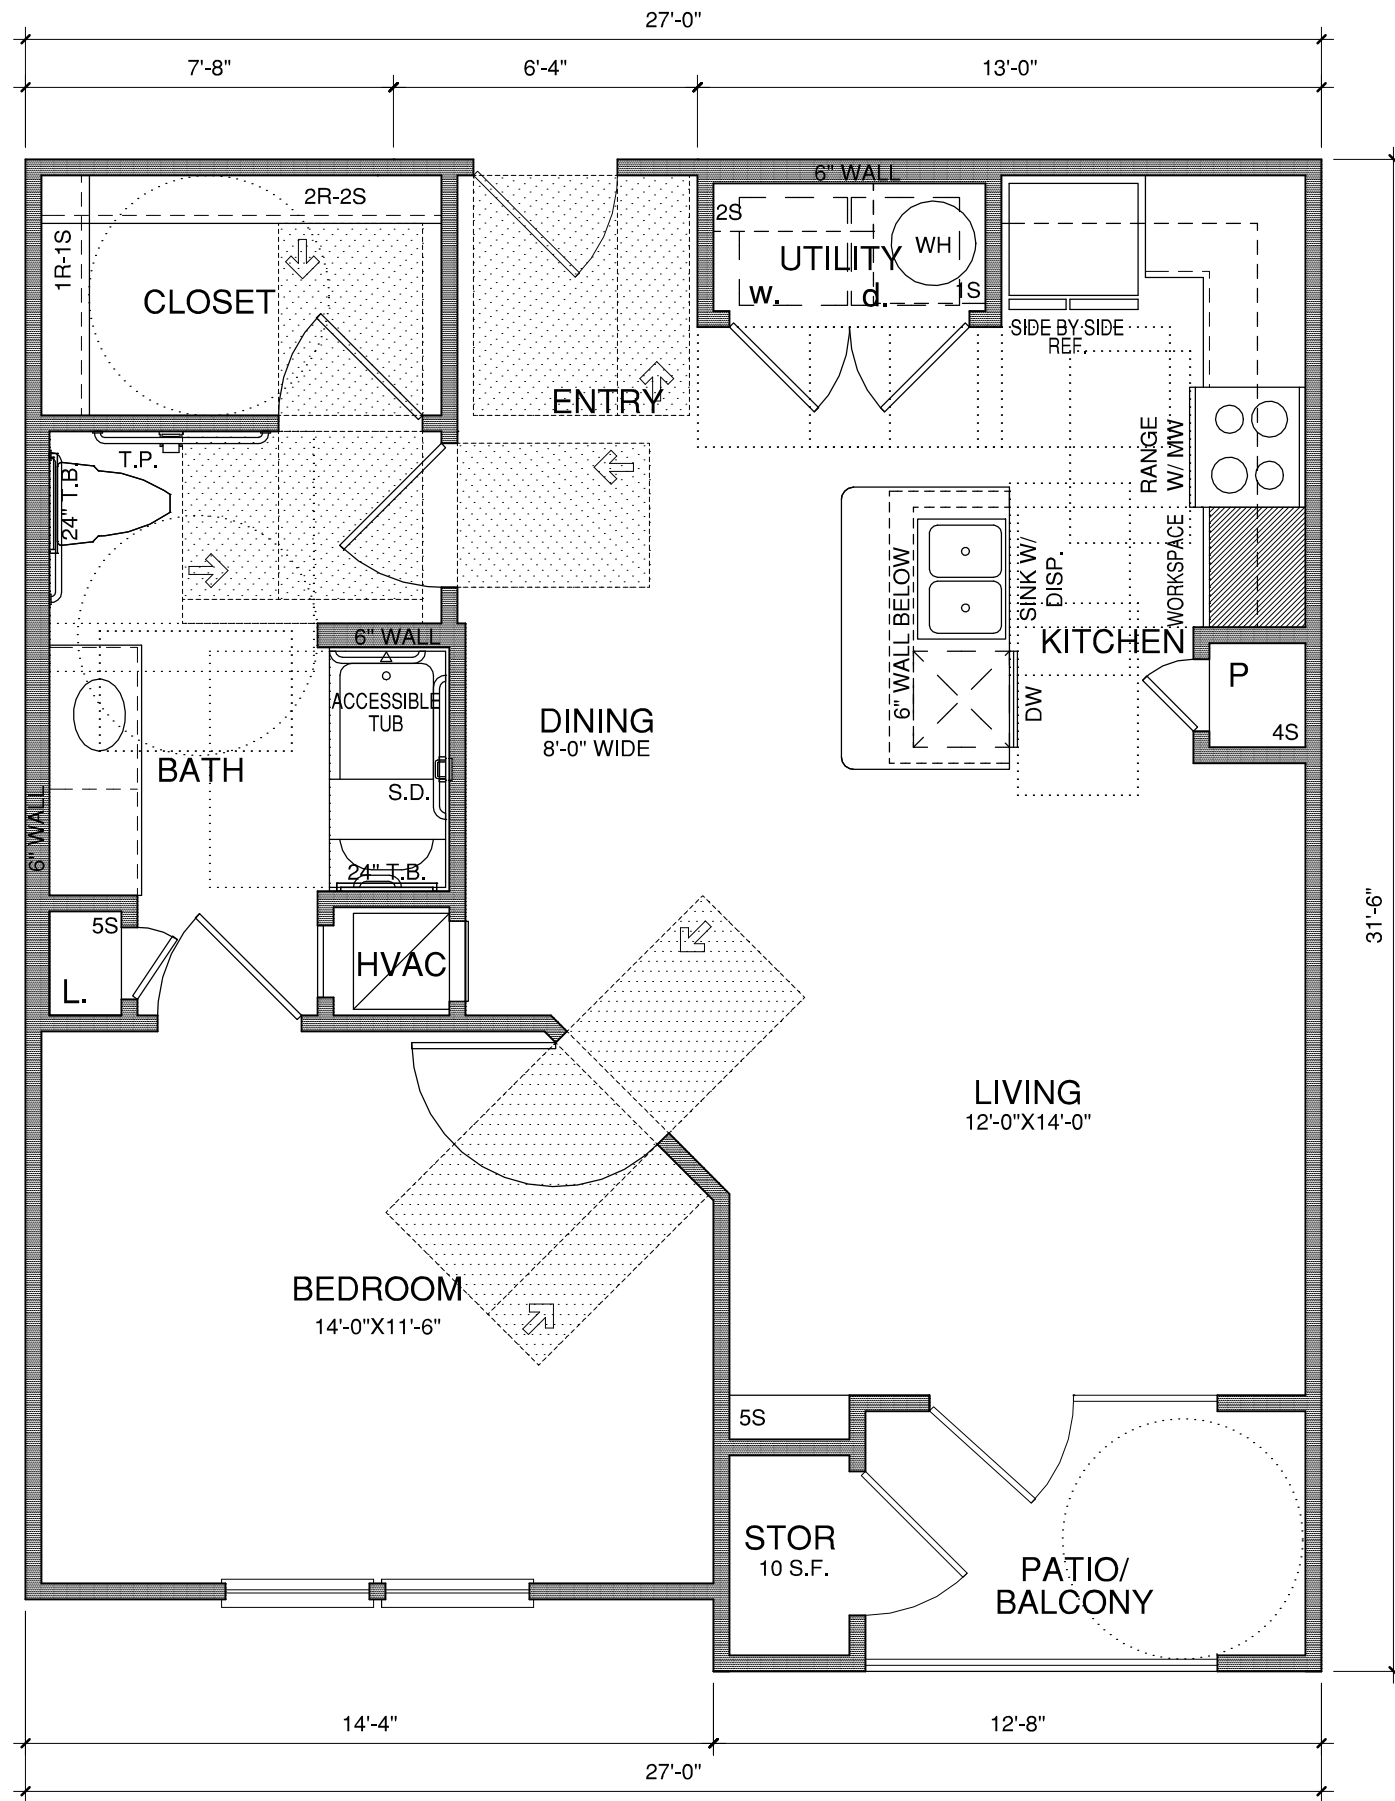 27'-0"
7'-8"
6'-4"
13'-0"
6" WALL
2R-2S
1R-1S
CLOSET
2S
UTILITY
WH
w.
d.
1S
SIDE BY SIDE
REF.
ENTRY
RANGE
W/ MW
T.P.
24" T.B.
WORKSPACE
SINK W/
DISP.
6" WALL BELOW
KITCHEN
6" WALL
P
4S
ACCESSIBLE
TUB
DW
DINING
8'-0" WIDE
BATH
S.D.
6" WALL
24" T.B.
5S
L.
HVAC
31'-6"
LIVING
12'-0"X14'-0"
BEDROOM
14'-0"X11'-6"
5S
STOR
10 S.F.
PATIO/
BALCONY
14'-4"
12'-8"
27'-0"